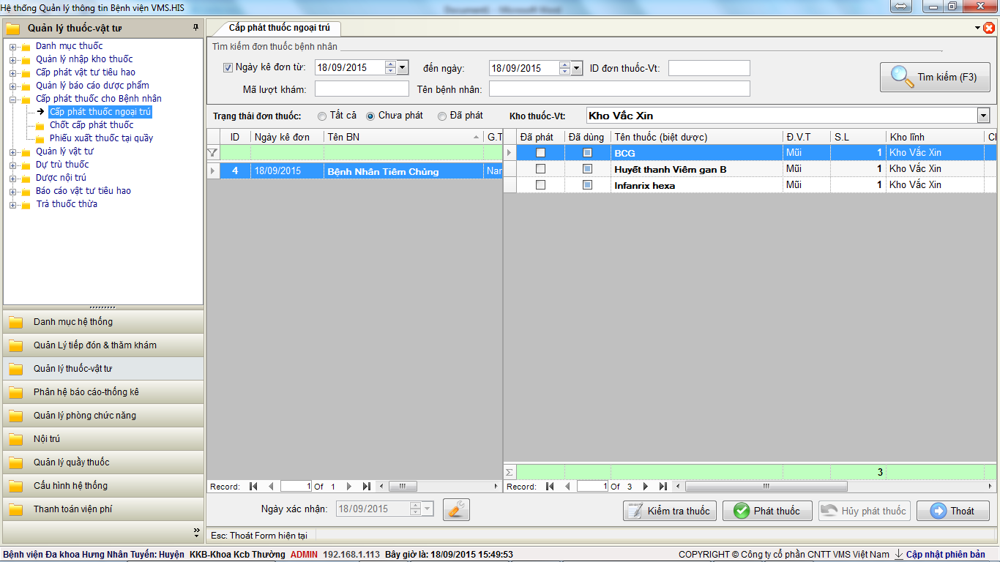 Hệ thống Quản lý thông tin Bệnh viện VMS.HIS
Quản lý thuốc-vật tư
Danh mục thuốc
Quản lý nhập kho thuốc
Cấp phát vật tư tiêu hao
Quản lý báo cáo dược phẩm
Cấp phát thuốc cho Bệnh nhân
Cấp phát thuốc ngoại trú
Chốt cấp phát thuốc
Phiếu xuất thuốc tại quầy
Quản lý vật tư
Dự trù thuốc
Dược nội trú
Báo cáo vật tư tiêu hao
Trả thuốc thừa
Danh mục hệ thống
Quản Lý tiếp đón & thăm khám
Quản lý thuốc-vật tư
Phân hệ báo cáo-thống kê
Quản lý phòng chức năng
Nội trú
Quản lý quầy thuốc
Cấu hình hệ thống
Thanh toán viện phí
Cấp phát thuốc ngoại trú
Tìm kiếm đơn thuốc bệnh nhân
Ngày kê đơn từ: 18/09/2015 đến ngày: 18/09/2015 ID đơn thuốc-Vt:
Mã lượt khám: Tên bệnh nhân:
Tìm kiếm (F3)
Trạng thái đơn thuốc: Tất cả Chưa phát Đã phát Kho thuốc-Vt: Kho Vắc Xin
ID Ngày kê đơn Tên BN G.T
4 18/09/2015 Bệnh Nhân Tiêm Chủng Nar
Record: 1 Of 1
Đã phát Đã dùng Tên thuốc (biệt dược) Đ.V.T S.L Kho lĩnh
BCG Mũi 1 Kho Vắc Xin
Huyết thanh Viêm gan B Mũi 1 Kho Vắc Xin
Infanrix hexa Mũi 1 Kho Vắc Xin
Σ 3
Record: 1 Of 3
Ngày xác nhận: 18/09/2015 Kiểm tra thuốc Phát thuốc Hủy phát thuốc Thoát
Esc: Thoát Form hiện tại
Bệnh viện Đa khoa Hưng Nhân Tuyến: Huyện KKB-Khoa Kcb Thường ADMIN 192.168.1.113 Bây giờ là: 18/09/2015 15:49:53 COPYRIGHT © Công ty cổ phần CNTT VMS Việt Nam Cập nhật phiên bản